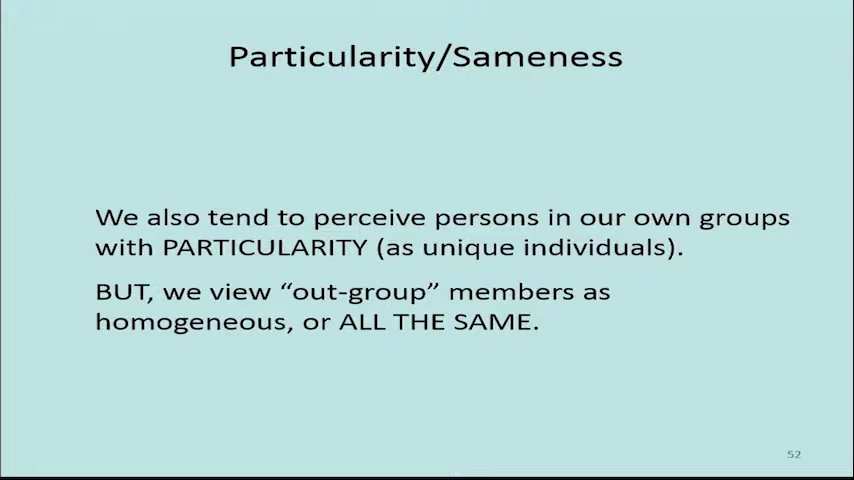 Particularity/Sameness
We also tend to perceive persons in our own groups
with PARTICULARITY (as unique individuals).
BUT, we view “out-group” members as
homogeneous, or ALL THE SAME.
52